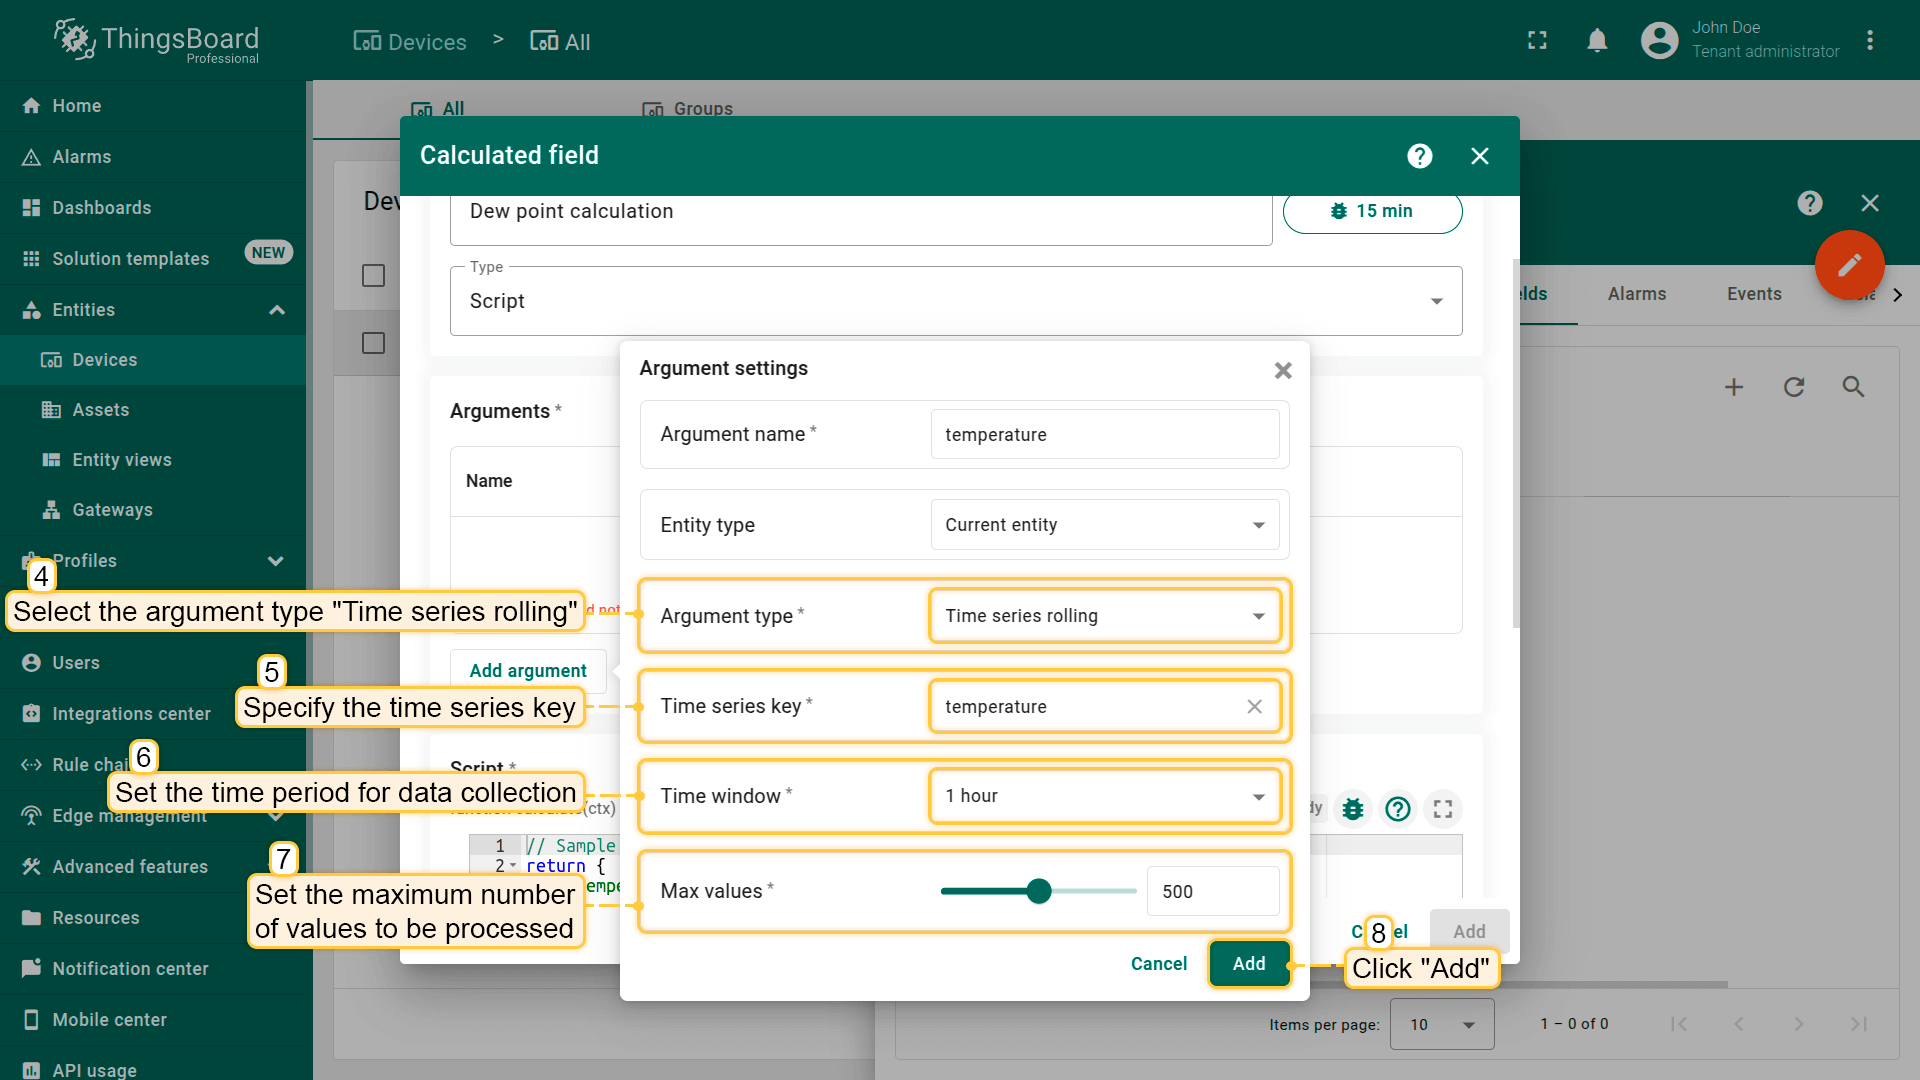 ThingsBoard
Professional
Devices > All
John Doe
Tenant administrator
Home
Alarms
Dashboards
Solution templates NEW
Entities
Devices
Assets
Entity views
Gateways
Profiles
Users
Integrations center
Rule chai
Edge management
Advanced features
Resources
Notification center
Mobile center
API usage
All
Groups
Alarms
Events
Items per page: 10
1 – 0 of 0
Calculated field
Dew point calculation
15 min
Type
Script
Arguments *
Name
Add argument
Script *
(ctx)
1 // Sample
2 return {
Cancel
Add
Argument settings
Argument name * temperature
Entity type Current entity
Argument type * Time series rolling
Time series key * temperature
Time window * 1 hour
Max values * 500
Cancel
Add
4
Select the argument type "Time series rolling"
5
Specify the time series key
6
Set the time period for data collection
7
Set the maximum number
of values to be processed
8
Click "Add"